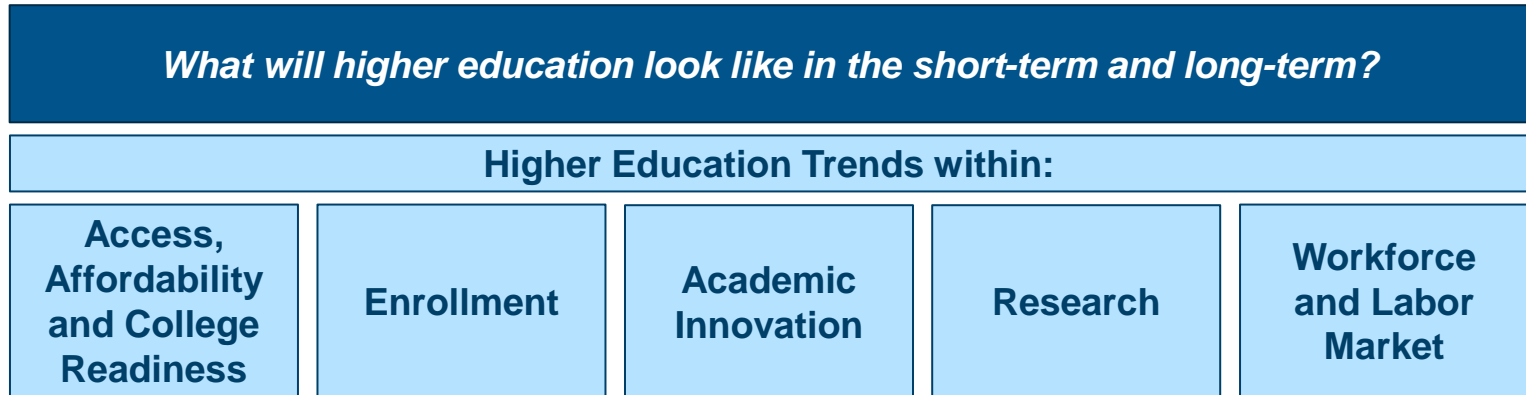 What will higher education look like in the short-term and long-term?
Higher Education Trends within:
Access,
Affordability
and College
Readiness
Enrollment
Academic
Innovation
Research
Workforce
and Labor
Market